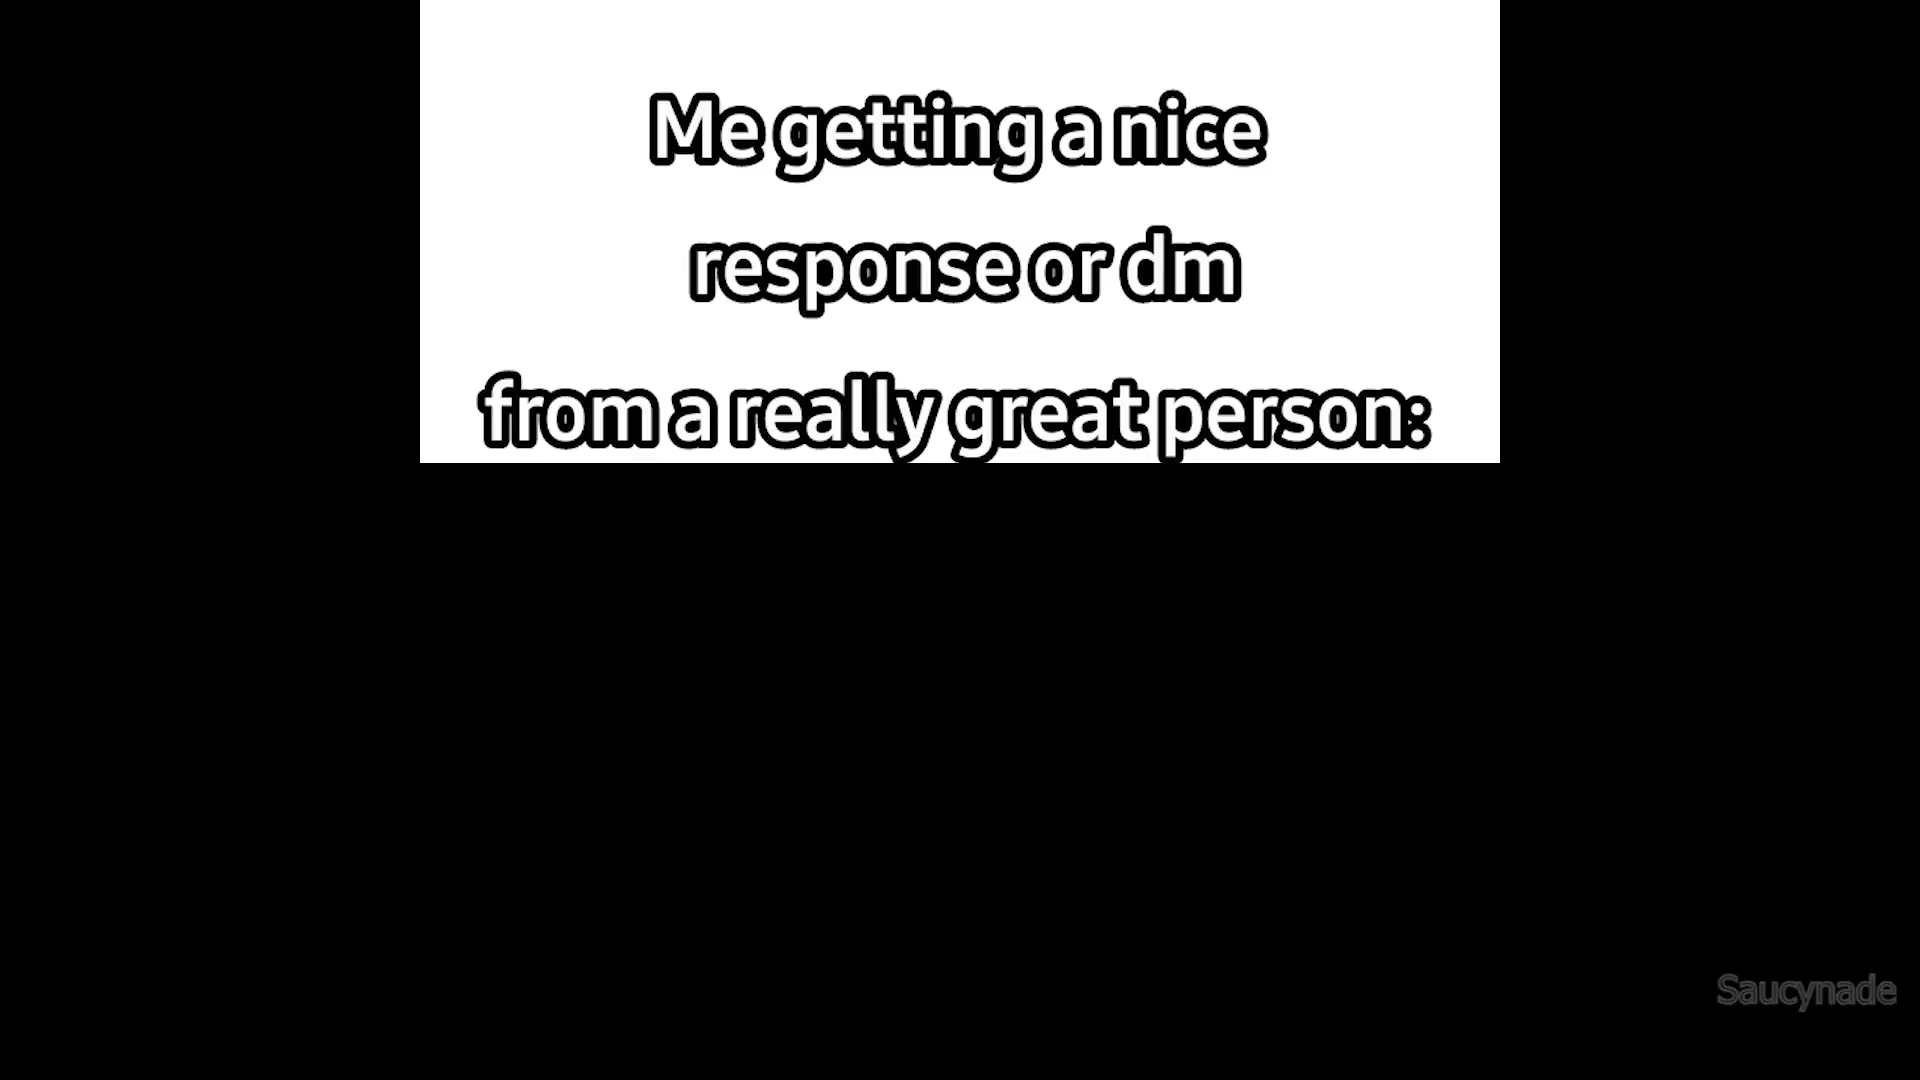 Me getting a nice
response or dm
from a really great person:
Saucynade